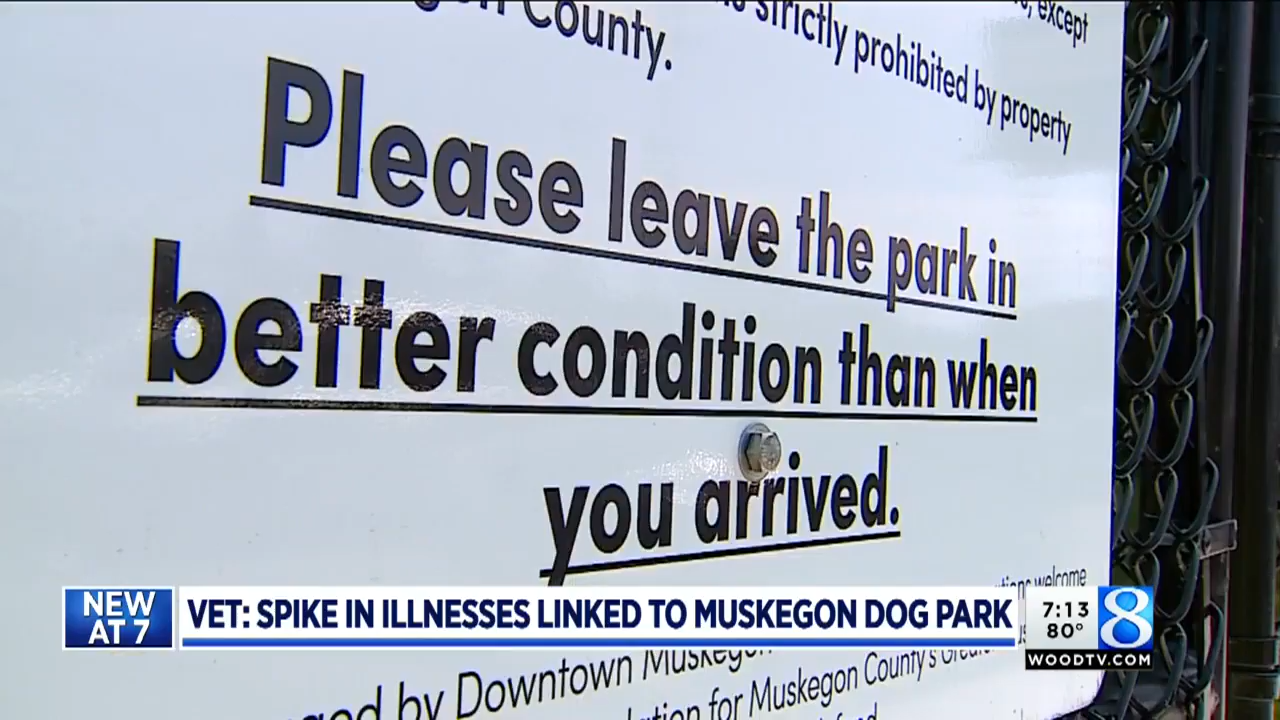 County.
strictly prohibited by property
except
Please leave the park in
better condition than when
you arrived.
welcome
NEW
AT 7
VET: SPIKE IN ILLNESSES LINKED TO MUSKEGON DOG PARK
7:13
80°
8
WOODTV.COM
by Downtown Muskegon
for Muskegon County's